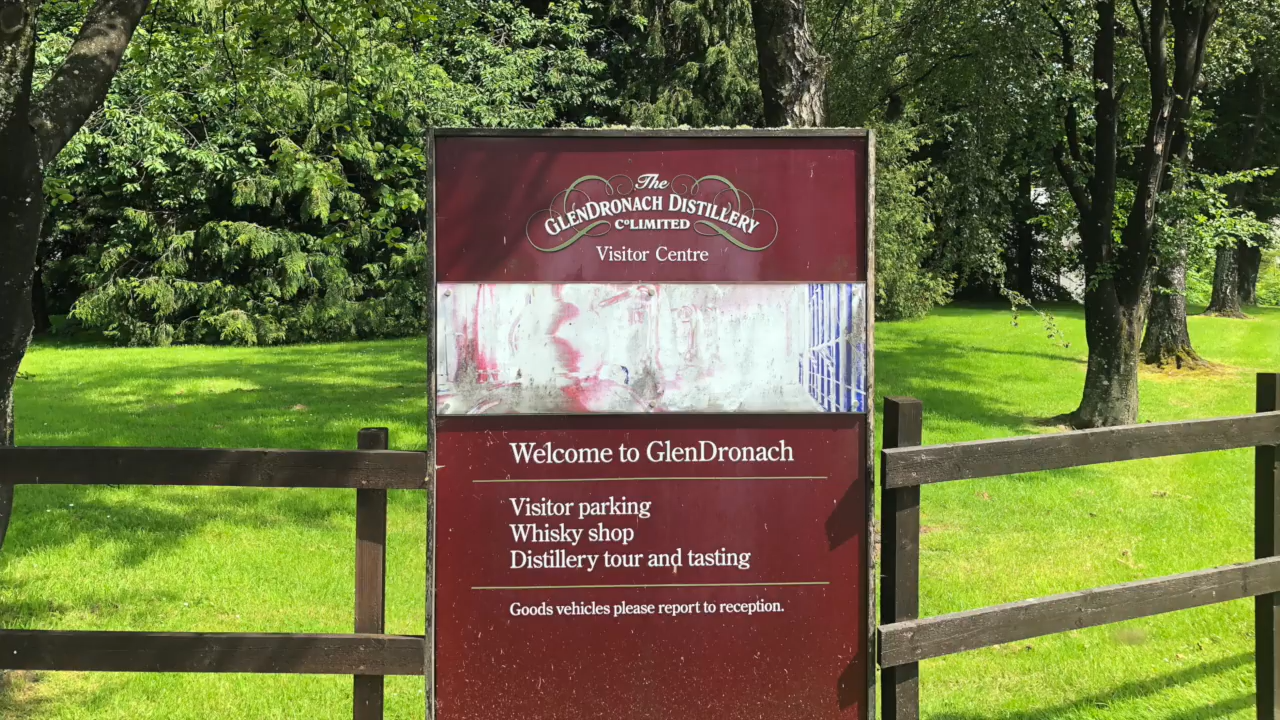 The
GLENDRONACH DISTILLERY
Co LIMITED
Visitor Centre
Welcome to GlenDronach
Visitor parking
Whisky shop
Distillery tour and tasting
Goods vehicles please report to reception.